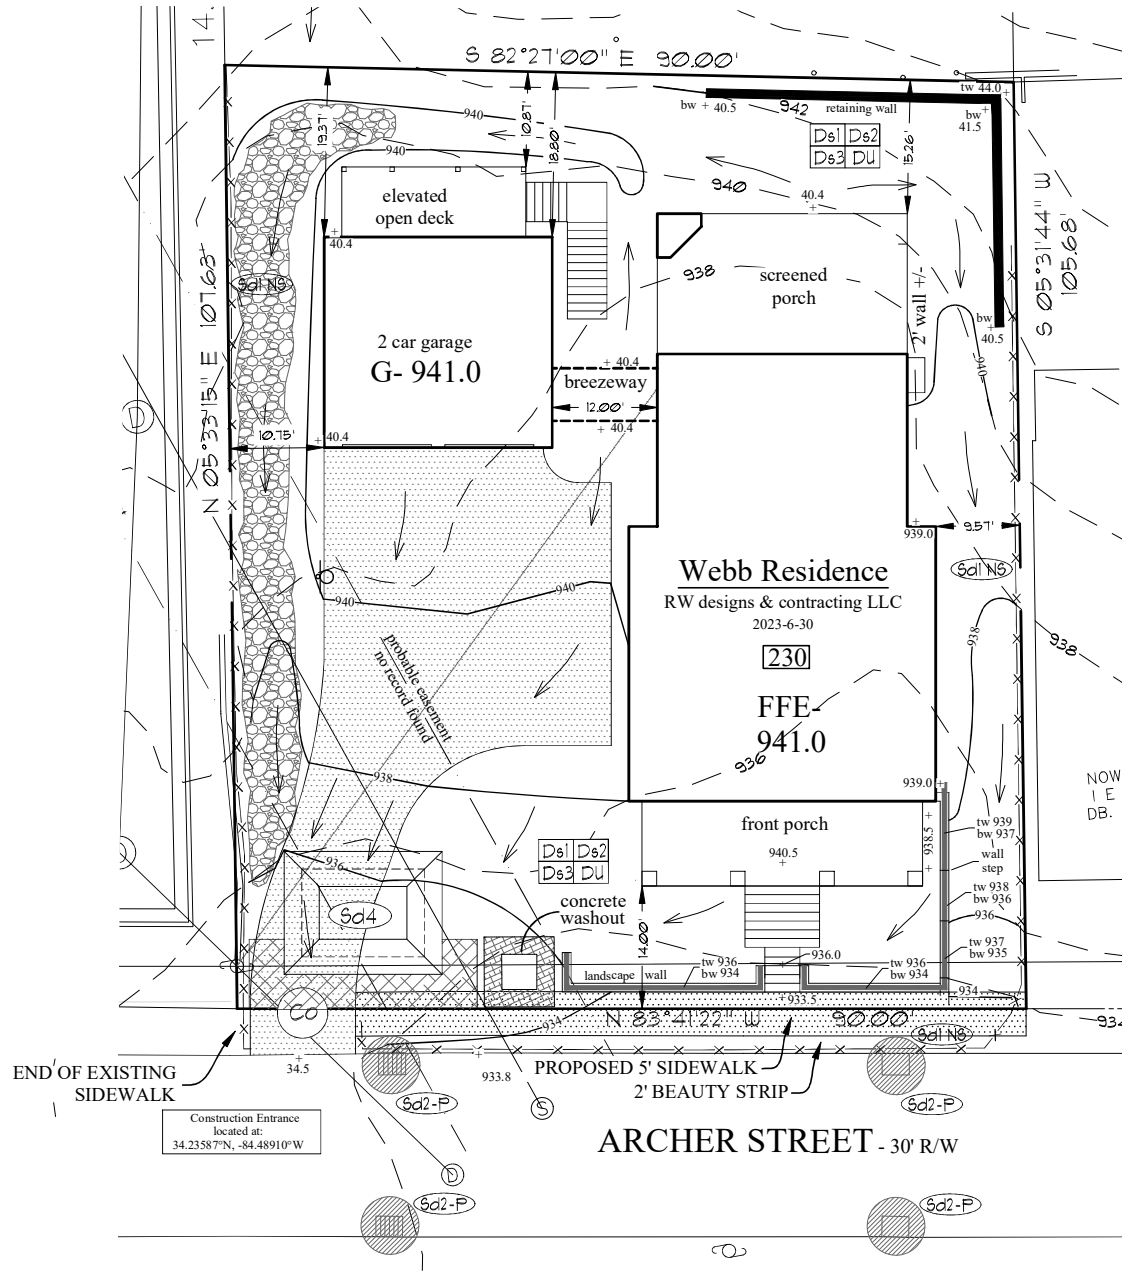 14.
S 82°27'00" E 90.00'
tw 44.0
bw 40.5
942
retaining wall
bw 41.5
940
19.37'
10.87'
18.80'
Ds1 Ds2
Ds3 DU
15.26'
940
940
elevated
open deck
40.4
40.4
938
screened
porch
2' wall +/-
S 05°31'44" W
105.68'
Sd1 NS
N 05°33'15" E 107.63'
bw
40.5
2 car garage
G- 941.0
40.4
breezeway
12.00'
40.4
940
D
10.75'
40.4
939.0
9.57'
Sd1 NS
Webb Residence
RW designs & contracting LLC
2023-6-30
230
FFE-
941.0
940
940
938
938
probable easement
no record found
936
938
939.0
NOW
1 E
DB.
front porch
940.5
938.5
tw 939
bw 937
wall
step
tw 938
bw 936
936
tw 937
bw 935
Ds1 Ds2
Ds3 DU
936
Sd4
concrete
washout
14.00'
tw 936
bw 934
936.0
tw 936
bw 934
landscape wall
933.5
934
Co
934
N 83°41'22" W 90.00'
934
Sd1 NS
END OF EXISTING
SIDEWALK
34.5
933.8
PROPOSED 5' SIDEWALK
2' BEAUTY STRIP
Sd2-P
S
Sd2-P
Construction Entrance
located at:
34.23587°N, -84.48910°W
ARCHER STREET - 30' R/W
D
Sd2-P
Sd2-P